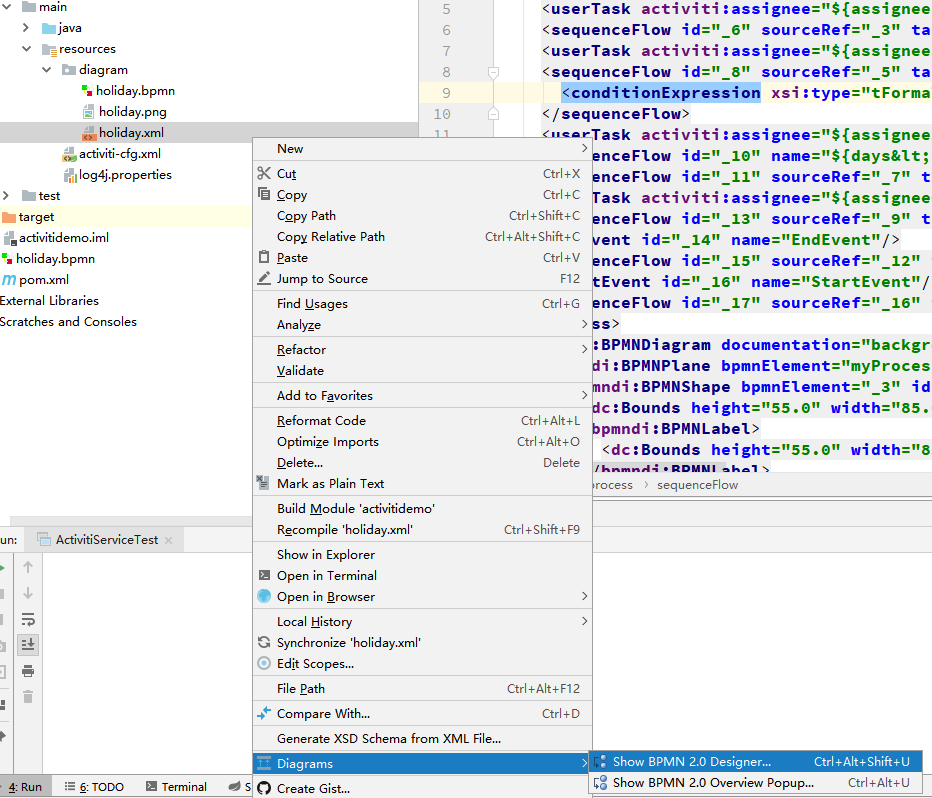 main
java
resources
diagram
holiday.bpmn
holiday.png
holiday.xml
activiti-cfg.xml
log4j.properties
test
target
activitidemo.iml
holiday.bpmn
pom.xml
External Libraries
Scratches and Consoles
5 <userTask activiti:assignee="${assignee
6 <sequenceFlow id="_6" sourceRef="_3" ta
7 <userTask activiti:assignee="${assignee
8 <sequenceFlow id="_8" sourceRef="_5" ta
9 <conditionExpression xsi:type="tForma
10 </sequenceFlow>
11 <userTask activiti:assignee="${assignee
enceFlow id="_10" name="${days&lt;
enceFlow id="_11" sourceRef="_7" t
Task activiti:assignee="${assignee
enceFlow id="_13" sourceRef="_9" t
vent id="_14" name="EndEvent"/>
enceFlow id="_15" sourceRef="_12"
tEvent id="_16" name="StartEvent"/
enceFlow id="_17" sourceRef="_16"
ss>
:BPMNDiagram documentation="backgr
ndi:BPMNPlane bpmnElement="myProces
mndi:BPMNShape bpmnElement="_3" id
dc:Bounds height="55.0" width="85.
bpmndi:BPMNLabel>
<dc:Bounds height="55.0" width="8
/bpmndi:BPMNLabel>
process › sequenceFlow
New
Cut Ctrl+X
Copy Ctrl+C
Copy Path Ctrl+Shift+C
Copy Relative Path Ctrl+Alt+Shift+C
Paste Ctrl+V
Jump to Source F12
Find Usages Ctrl+G
Analyze
Refactor
Validate
Add to Favorites
Reformat Code Ctrl+Alt+L
Optimize Imports Ctrl+Alt+O
Delete... Delete
Mark as Plain Text
Build Module 'activitidemo'
Recompile 'holiday.xml' Ctrl+Shift+F9
Show in Explorer
Open in Terminal
Open in Browser
Local History
Synchronize 'holiday.xml'
Edit Scopes...
File Path Ctrl+Alt+F12
Compare With... Ctrl+D
Generate XSD Schema from XML File...
Diagrams
Create Gist...
Show BPMN 2.0 Designer... Ctrl+Alt+Shift+U
Show BPMN 2.0 Overview Popup... Ctrl+Alt+U
un: ActivitiServiceTest
4: Run 6: TODO Terminal S